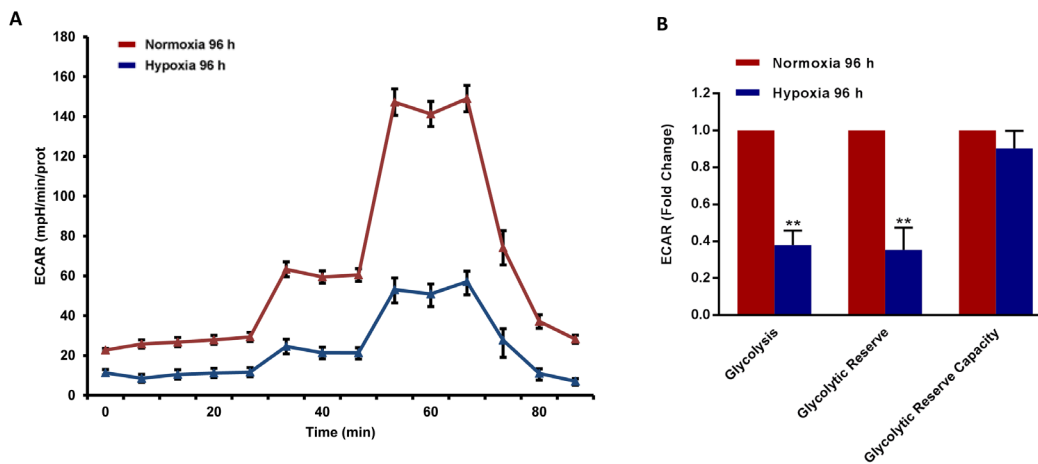 A
180
160
140
120
100
80
60
40
20
0
ECAR (mpH/min/prot
Normoxia 96 h
Hypoxia 96 h
0
20
40
60
80
Time (min)
B
Normoxia 96 h
Hypoxia 96 h
1.2
1.0
0.8
0.6
0.4
0.2
0.0
ECAR (Fold Change)
**
**
Glycolysis
Glycolytic Reserve
Glycolytic Reserve Capacity